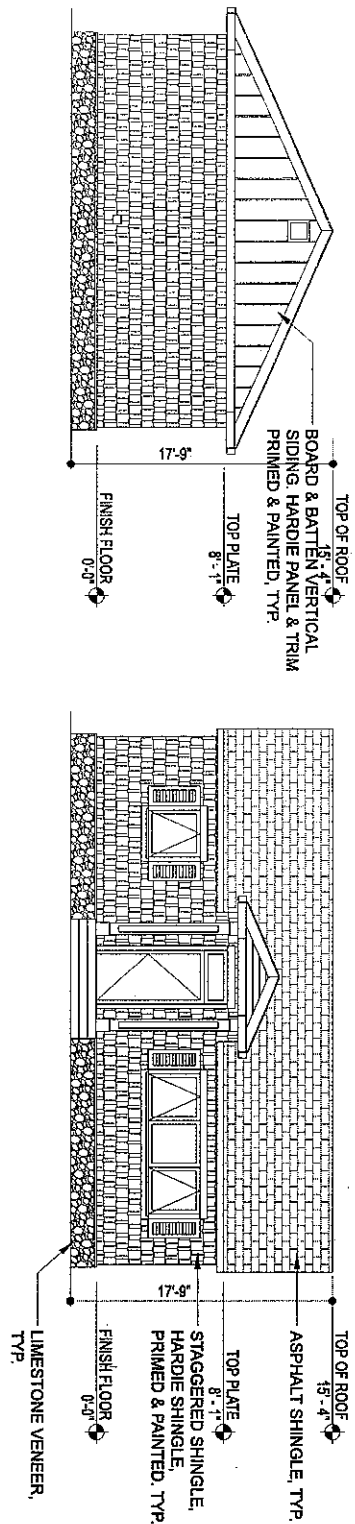 TOP OF ROOF
15'- 4"
BOARD & BATTEN VERTICAL
SIDING. HARDIE PANEL & TRIM
PRIMED & PAINTED, TYP.
17'-9"
TOP PLATE
8'- 1"
FINISH FLOOR
0'-0"
TOP OF ROOF
15'- 4"
ASPHALT SHINGLE, TYP.
17'-9"
TOP PLATE
8'- 1"
STAGGERED SHINGLE,
HARDIE SHINGLE,
PRIMED & PAINTED. TYP.
FINISH FLOOR
0'-0"
LIMESTONE VENEER,
TYP.